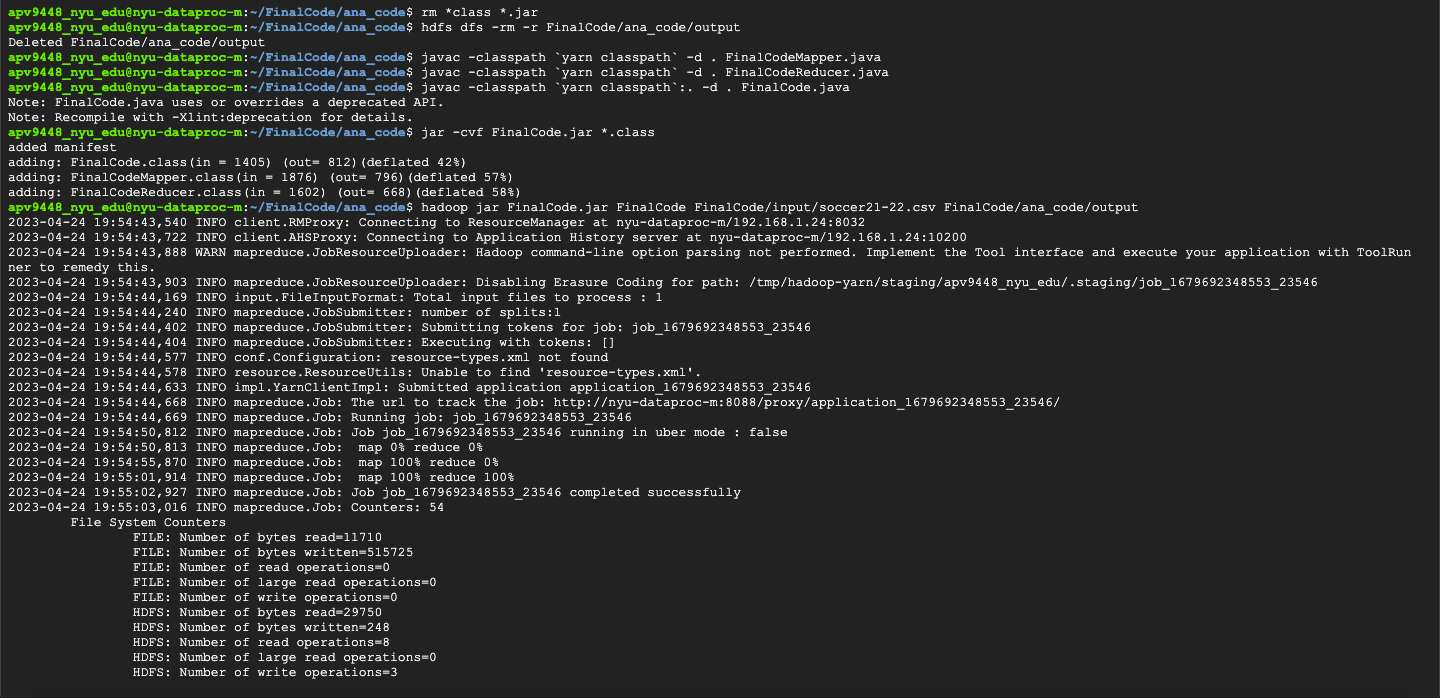 apv9448_nyu_edu@nyu-dataproc-m:~/FinalCode/ana_code$ rm *class *.jar
apv9448_nyu_edu@nyu-dataproc-m:~/FinalCode/ana_code$ hdfs dfs -rm -r FinalCode/ana_code/output
Deleted FinalCode/ana_code/output
apv9448_nyu_edu@nyu-dataproc-m:~/FinalCode/ana_code$ javac -classpath `yarn classpath` -d . FinalCodeMapper.java
apv9448_nyu_edu@nyu-dataproc-m:~/FinalCode/ana_code$ javac -classpath `yarn classpath` -d . FinalCodeReducer.java
apv9448_nyu_edu@nyu-dataproc-m:~/FinalCode/ana_code$ javac -classpath `yarn classpath`:. -d . FinalCode.java
Note: FinalCode.java uses or overrides a deprecated API.
Note: Recompile with -Xlint:deprecation for details.
apv9448_nyu_edu@nyu-dataproc-m:~/FinalCode/ana_code$ jar -cvf FinalCode.jar *.class
added manifest
adding: FinalCode.class(in = 1405) (out= 812)(deflated 42%)
adding: FinalCodeMapper.class(in = 1876) (out= 796)(deflated 57%)
adding: FinalCodeReducer.class(in = 1602) (out= 668)(deflated 58%)
apv9448_nyu_edu@nyu-dataproc-m:~/FinalCode/ana_code$ hadoop jar FinalCode.jar FinalCode FinalCode/input/soccer21-22.csv FinalCode/ana_code/output
2023-04-24 19:54:43,540 INFO client.RMProxy: Connecting to ResourceManager at nyu-dataproc-m/192.168.1.24:8032
2023-04-24 19:54:43,722 INFO client.AHSProxy: Connecting to Application History server at nyu-dataproc-m/192.168.1.24:10200
2023-04-24 19:54:43,888 WARN mapreduce.JobResourceUploader: Hadoop command-line option parsing not performed. Implement the Tool interface and execute your application with ToolRun
ner to remedy this.
2023-04-24 19:54:43,903 INFO mapreduce.JobResourceUploader: Disabling Erasure Coding for path: /tmp/hadoop-yarn/staging/apv9448_nyu_edu/.staging/job_1679692348553_23546
2023-04-24 19:54:44,169 INFO input.FileInputFormat: Total input files to process : 1
2023-04-24 19:54:44,240 INFO mapreduce.JobSubmitter: number of splits:1
2023-04-24 19:54:44,402 INFO mapreduce.JobSubmitter: Submitting tokens for job: job_1679692348553_23546
2023-04-24 19:54:44,404 INFO mapreduce.JobSubmitter: Executing with tokens: []
2023-04-24 19:54:44,577 INFO conf.Configuration: resource-types.xml not found
2023-04-24 19:54:44,578 INFO resource.ResourceUtils: Unable to find 'resource-types.xml'.
2023-04-24 19:54:44,633 INFO impl.YarnClientImpl: Submitted application application_1679692348553_23546
2023-04-24 19:54:44,668 INFO mapreduce.Job: The url to track the job: http://nyu-dataproc-m:8088/proxy/application_1679692348553_23546/
2023-04-24 19:54:44,669 INFO mapreduce.Job: Running job: job_1679692348553_23546
2023-04-24 19:54:50,812 INFO mapreduce.Job: Job job_1679692348553_23546 running in uber mode : false
2023-04-24 19:54:50,813 INFO mapreduce.Job:  map 0% reduce 0%
2023-04-24 19:54:55,870 INFO mapreduce.Job:  map 100% reduce 0%
2023-04-24 19:55:01,914 INFO mapreduce.Job:  map 100% reduce 100%
2023-04-24 19:55:02,927 INFO mapreduce.Job: Job job_1679692348553_23546 completed successfully
2023-04-24 19:55:03,016 INFO mapreduce.Job: Counters: 54
File System Counters
FILE: Number of bytes read=11710
FILE: Number of bytes written=515725
FILE: Number of read operations=0
FILE: Number of large read operations=0
FILE: Number of write operations=0
HDFS: Number of bytes read=29750
HDFS: Number of bytes written=248
HDFS: Number of read operations=8
HDFS: Number of large read operations=0
HDFS: Number of write operations=3